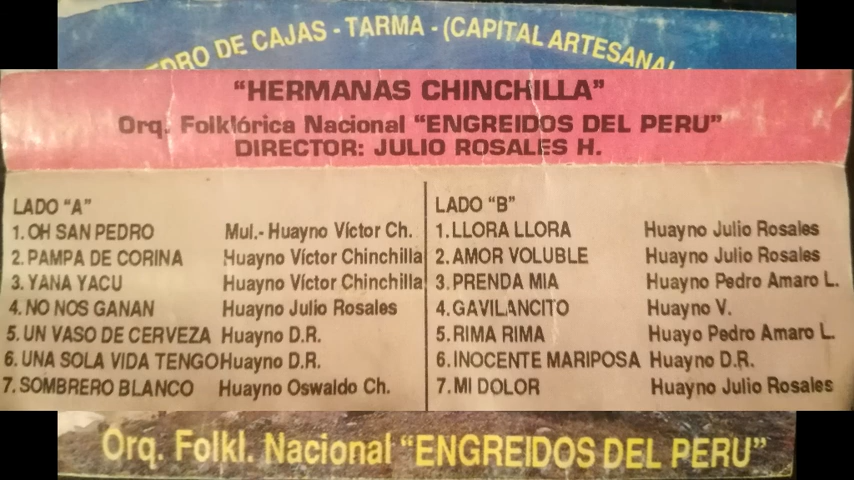 DE CAJAS - TARMA - (CAPITAL ARTESANAL
"HERMANAS CHINCHILLA"
Orq. Folklórica Nacional "ENGREIDOS DEL PERU"
DIRECTOR: JULIO ROSALES H.
LADO "A"
1. OH SAN PEDRO Mul.- Huayno Víctor Ch.
2. PAMPA DE CORINA Huayno Víctor Chinchilla
3. YANA YACU Huayno Víctor Chinchilla
4. NO NOS GANAN Huayno Julio Rosales
5. UN VASO DE CERVEZA Huayno D.R.
6. UNA SOLA VIDA TENGO Huayno D.R.
7. SOMBRERO BLANCO Huayno Oswaldo Ch.
LADO "B"
1. LLORA LLORA Huayno Julio Rosales
2. AMOR VOLUBLE Huayno Julio Rosales
3. PRENDA MIA Huayno Pedro Amaro L.
4. GAVILANCITO Huayno V.
5. RIMA RIMA Huayo Pedro Amaro L.
6. INOCENTE MARIPOSA Huayno D.R.
7. MI DOLOR Huayno Julio Rosales
Orq. Folkl. Nacional "ENGREIDOS DEL PERU"